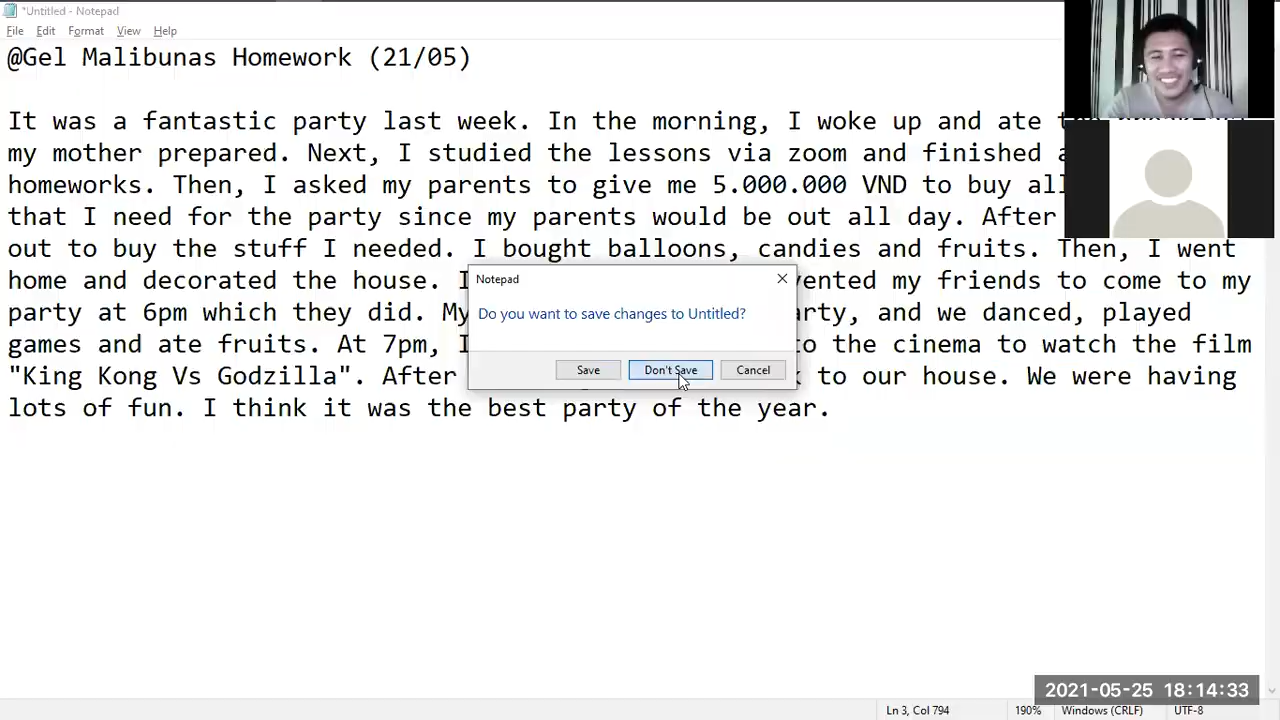 *Untitled - Notepad
File Edit Format View Help
@Gel Malibunas Homework (21/05)
It was a fantastic party last week. In the morning, I woke up and ate
my mother prepared. Next, I studied the lessons via zoom and finished
homeworks. Then, I asked my parents to give me 5.000.000 VND to buy all
that I need for the party since my parents would be out all day. After
out to buy the stuff I needed. I bought balloons, candies and fruits. Then, I went
home and decorated the house. my friends to come to my
party at 6pm which they did. and we danced, played
games and ate fruits. At 7pm, the cinema to watch the film
"King Kong Vs Godzilla". After to our house. We were having
lots of fun. I think it was the best party of the year.
Notepad
Do you want to save changes to Untitled?
Save Don't Save Cancel
2021-05-25 18:14:33
Ln 3, Col 794 190% Windows (CRLF) UTF-8